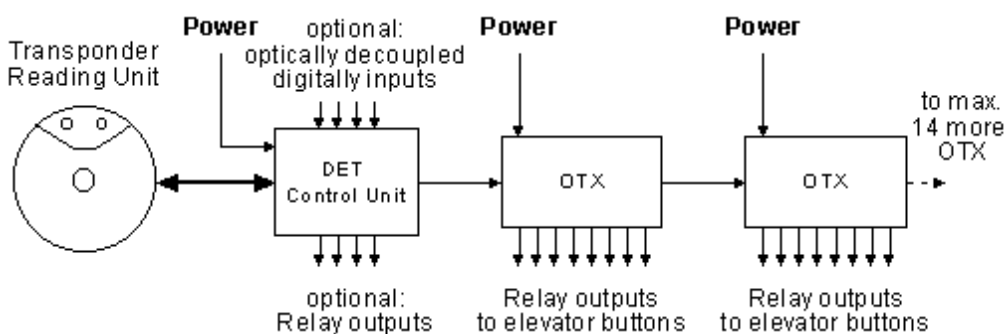 Transponder
Reading Unit
Power
optional:
optically decoupled
digitally inputs
DET
Control Unit
optional:
Relay outputs
Power
OTX
Relay outputs
to elevator buttons
Power
OTX
Relay outputs
to elevator buttons
to max.
14 more
OTX